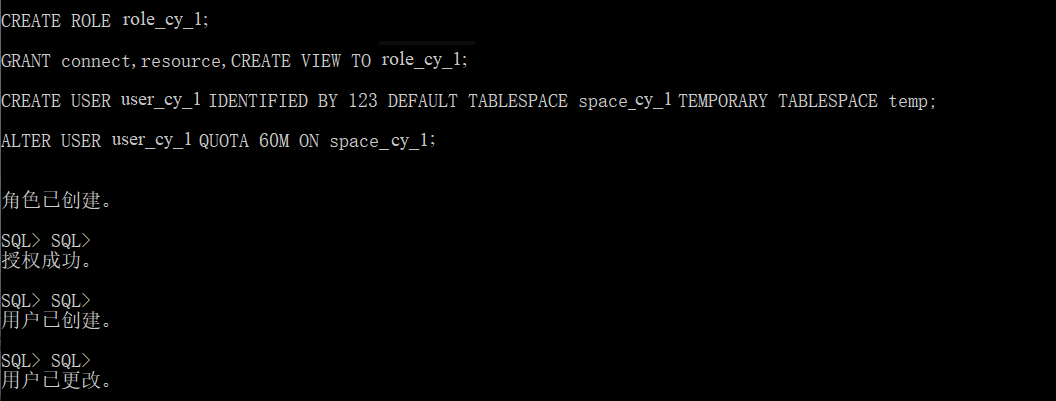 CREATE ROLE role_cy_1;
GRANT connect,resource,CREATE VIEW TO role_cy_1;
CREATE USER user_cy_1 IDENTIFIED BY 123 DEFAULT TABLESPACE space_cy_1 TEMPORARY TABLESPACE temp;
ALTER USER user_cy_1 QUOTA 60M ON space_cy_1;
角色已创建。
SQL> SQL>
授权成功。
SQL> SQL>
用户已创建。
SQL> SQL>
用户已更改。